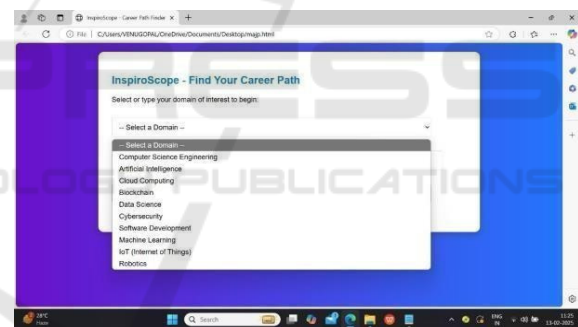 InspiroScope - Career Path Finder
File | C:/Users/VENUGOPAL/OneDrive/Documents/Desktop/magp.html
InspiroScope - Find Your Career Path
Select or type your domain of interest to begin:
-- Select a Domain --
-- Select a Domain --
Computer Science Engineering
Artificial Intelligence
Cloud Computing
Blockchain
Data Science
Cybersecurity
Software Development
Machine Learning
IoT (Internet of Things)
Robotics
28°C
Haze
Search
ENG
IN
11:25
13-02-2025